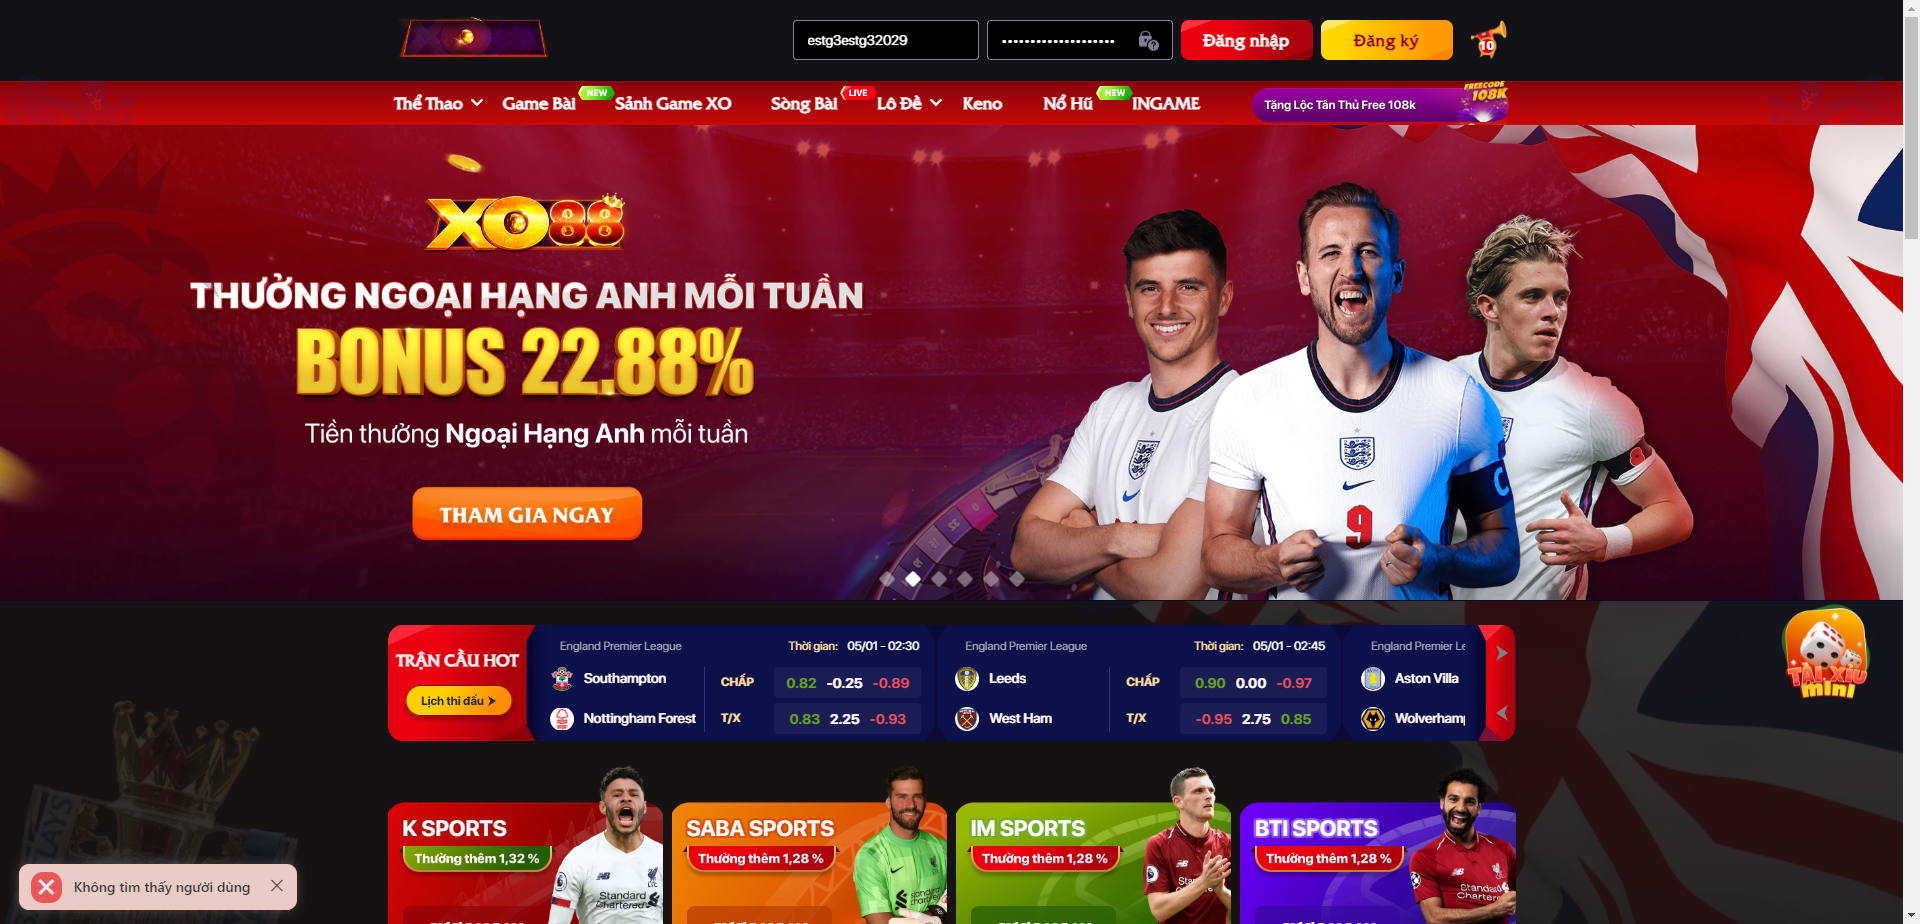 estg3estg32029
Đăng nhập
Đăng ký
10
Thể Thao
Game Bài
NEW
Sảnh Game XO
Sòng Bài
LIVE
Lô Đề
Keno
Nổ Hũ
NEW
INGAME
Tặng Lộc Tân Thủ Free 108k
FREECODE
108K
XO88
THƯỞNG NGOẠI HẠNG ANH MỖI TUẦN
BONUS 22.88%
Tiền thưởng Ngoại Hạng Anh mỗi tuần
THAM GIA NGAY
9
TÀI XỈU
mini
TRẬN CẦU HOT
Lịch thi đấu
England Premier League
Thời gian: 05/01 - 02:30
Southampton
CHẤP
0.82 -0.25 -0.89
Nottingham Forest
T/X
0.83 2.25 -0.93
England Premier League
Thời gian: 05/01 - 02:45
Leeds
CHẤP
0.90 0.00 -0.97
West Ham
T/X
-0.95 2.75 0.85
England Premier Le
Aston Villa
Wolverham
K SPORTS
Thưởng thêm 1,32 %
SABA SPORTS
Thưởng thêm 1,28 %
IM SPORTS
Thưởng thêm 1,28 %
BTI SPORTS
Thưởng thêm 1,28 %
Standard
Chartered
Không tìm thấy người dùng